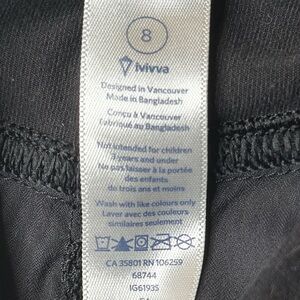 8
ivivva
Designed in Vancouver
Made in Bangladesh
Conçu à Vancouver
Fabriqué au Bangladesh
Not intended for children
3 years and under
Ne pas laisser à la portée
des enfants
de trois ans et moins
Wash with like colours only
Laver avec des couleurs
similaires seulement
CA 35801 RN 106259
68744
IG6193S